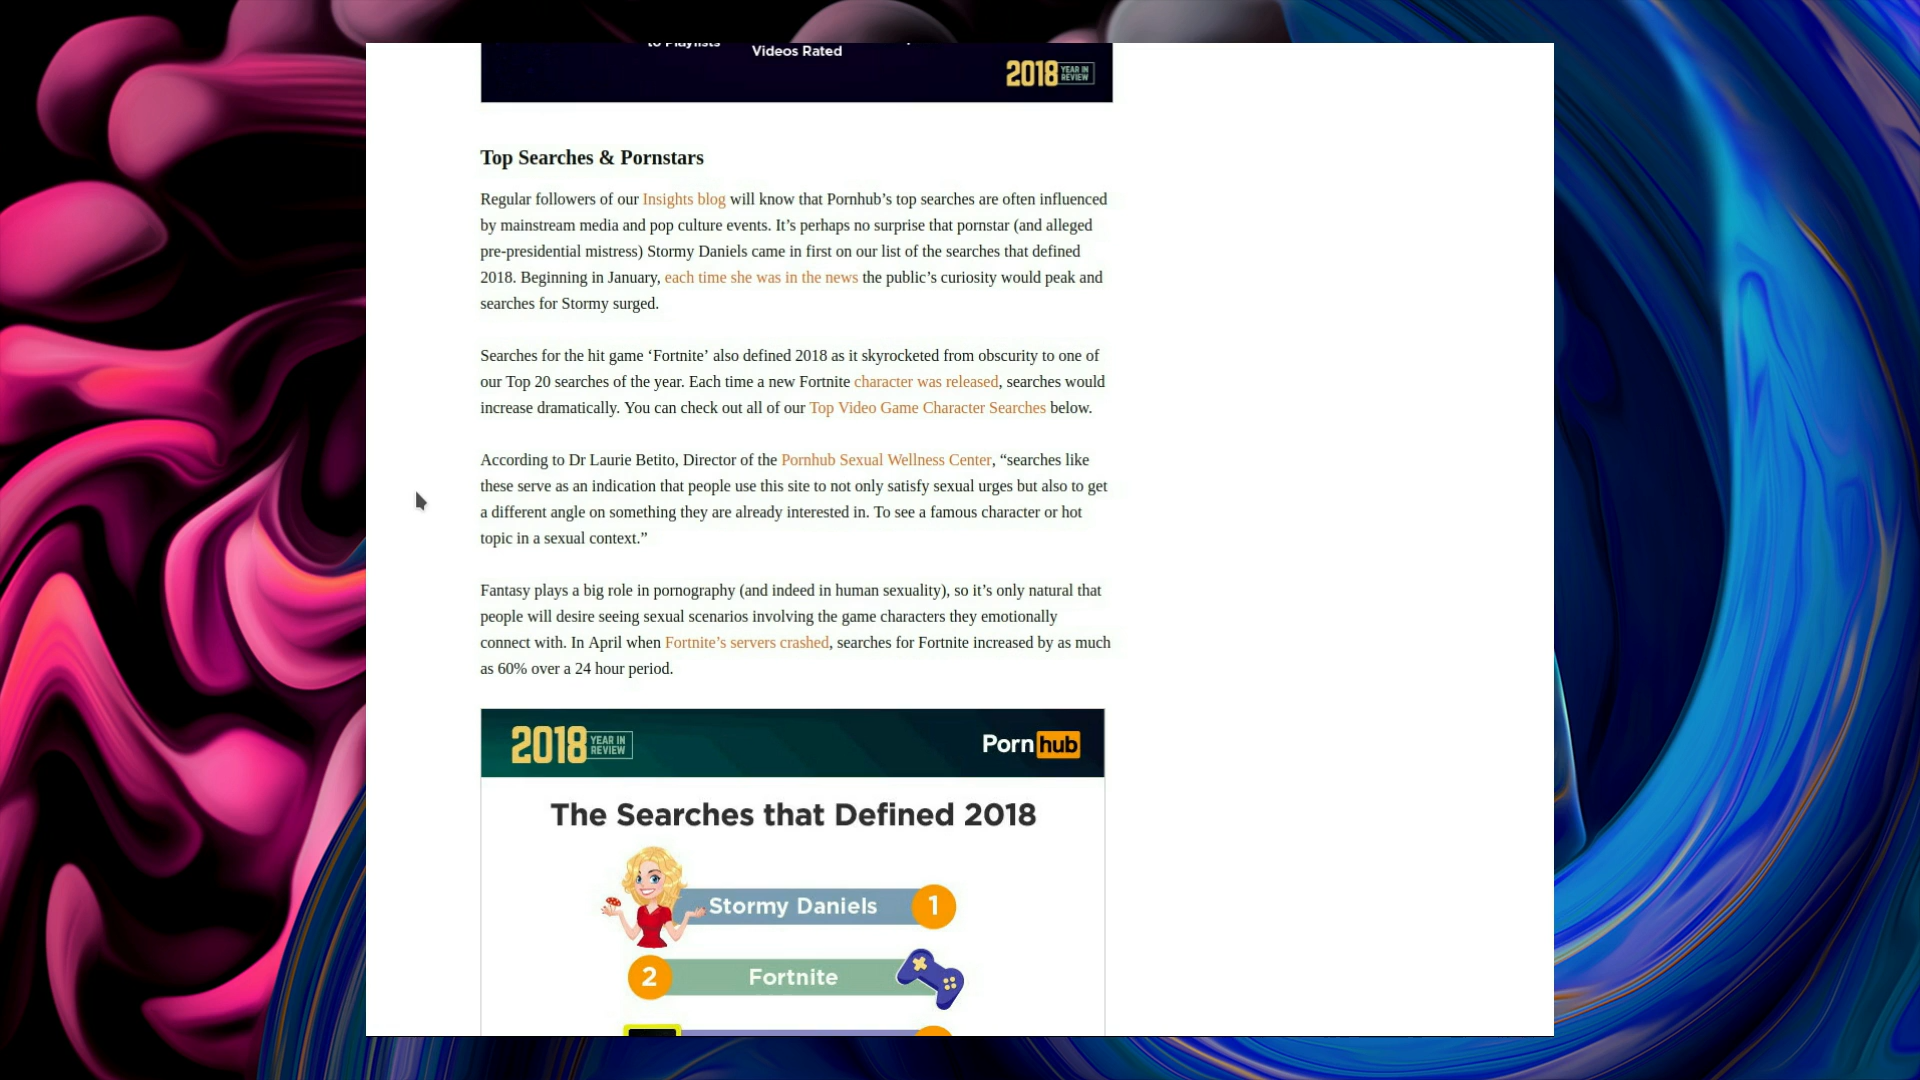 to Playlists
Videos Rated
2018 YEAR IN REVIEW
Top Searches & Pornstars
Regular followers of our Insights blog will know that Pornhub’s top searches are often influenced
by mainstream media and pop culture events. It’s perhaps no surprise that pornstar (and alleged
pre-presidential mistress) Stormy Daniels came in first on our list of the searches that defined
2018. Beginning in January, each time she was in the news the public’s curiosity would peak and
searches for Stormy surged.
Searches for the hit game ‘Fortnite’ also defined 2018 as it skyrocketed from obscurity to one of
our Top 20 searches of the year. Each time a new Fortnite character was released, searches would
increase dramatically. You can check out all of our Top Video Game Character Searches below.
According to Dr Laurie Betito, Director of the Pornhub Sexual Wellness Center, “searches like
these serve as an indication that people use this site to not only satisfy sexual urges but also to get
a different angle on something they are already interested in. To see a famous character or hot
topic in a sexual context.”
Fantasy plays a big role in pornography (and indeed in human sexuality), so it’s only natural that
people will desire seeing sexual scenarios involving the game characters they emotionally
connect with. In April when Fortnite’s servers crashed, searches for Fortnite increased by as much
as 60% over a 24 hour period.
2018 YEAR IN REVIEW
Porn hub
The Searches that Defined 2018
Stormy Daniels 1
2 Fortnite